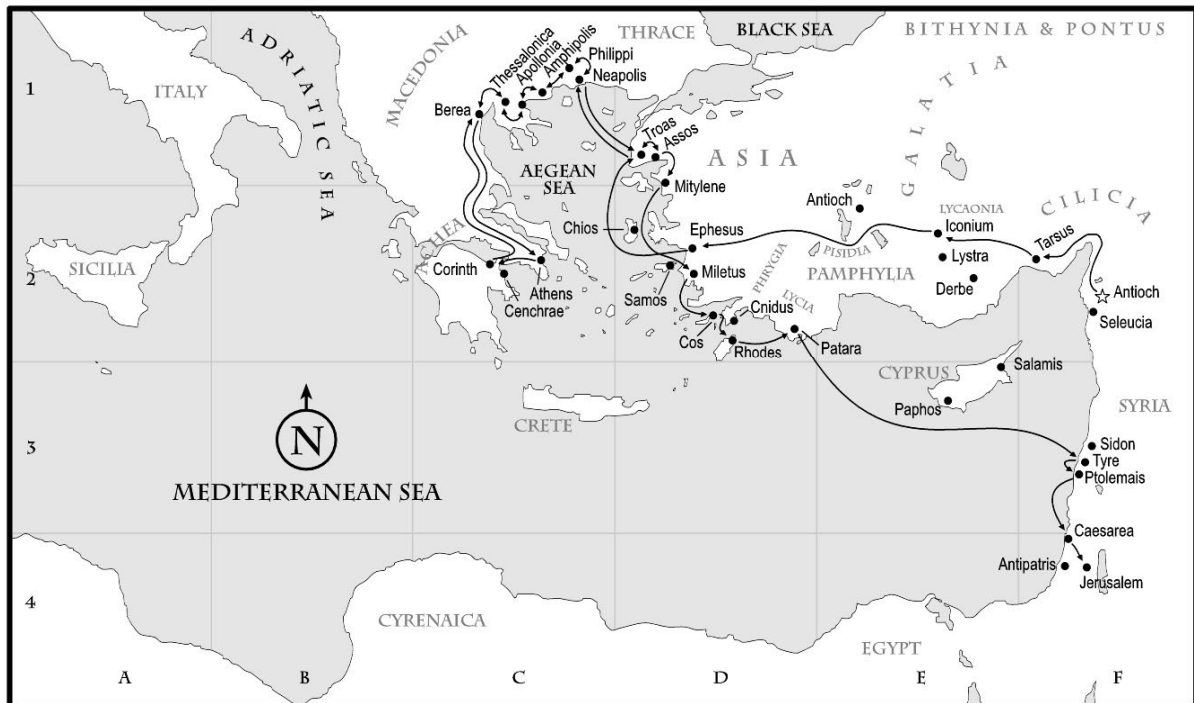 THRACE
BLACK SEA
BITHYNIA & PONTUS
ADRIATIC SEA
MACEDONIA
Thessalonica
Apollonia
Amphipolis
Philippi
Neapolis
GALATIA
1
ITALY
Berea
Troas
Assos
ASIA
AEGEAN
SEA
Mitylene
Antioch
LYCAONIA
CILICIA
Chios
Ephesus
Iconium
Tarsus
ACHEA
PISIDIA
Lystra
SICILIA
Corinth
PHRYGIA
PAMPHYLIA
2
Miletus
Derbe
Athens
Samos
Antioch
Cenchrae
LYCIA
Cnidus
Seleucia
Cos
Rhodes
Patara
CYPRUS
Salamis
Paphos
SYRIA
CRETE
N
3
Sidon
Tyre
Ptolemais
MEDITERRANEAN SEA
Caesarea
Antipatris
Jerusalem
4
CYRENAICA
EGYPT
A
B
C
D
E
F